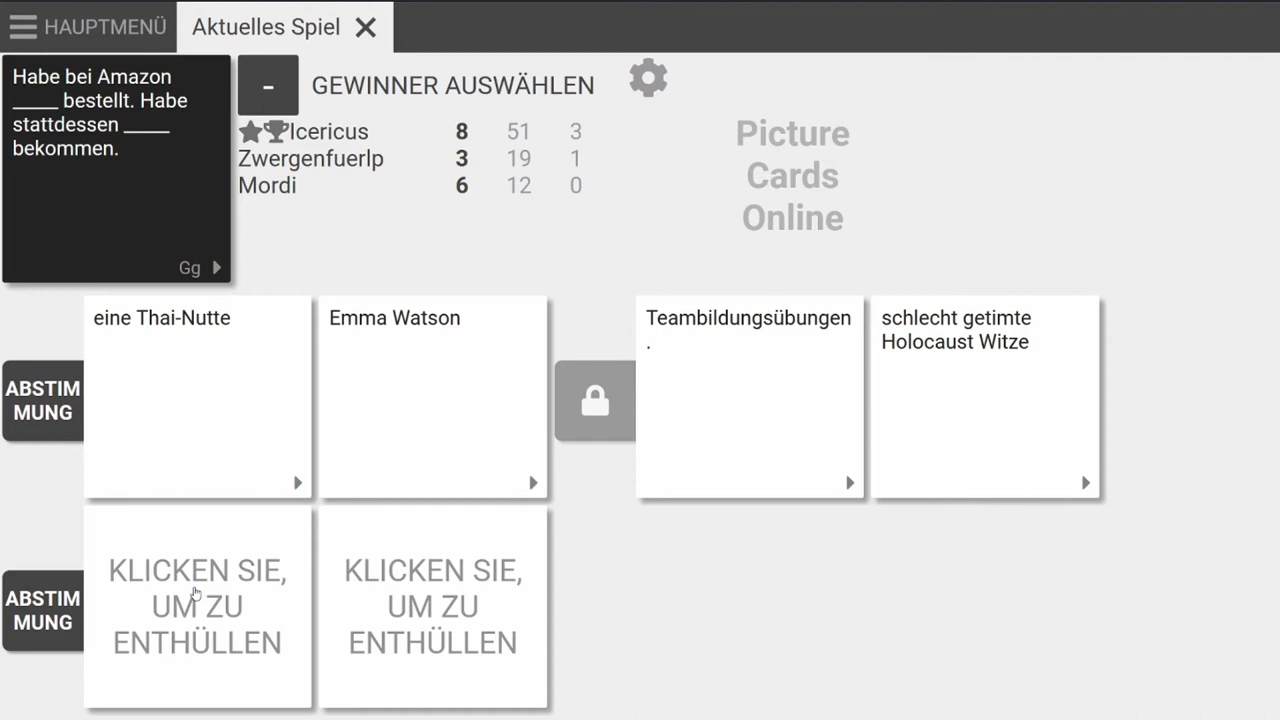 HAUPTMENÜ
Aktuelles Spiel
Habe bei Amazon
_____ bestellt. Habe
stattdessen _____
bekommen.
Gg
-
GEWINNER AUSWÄHLEN
Icericus 8 51 3
Zwergenfuerlp 3 19 1
Mordi 6 12 0
Picture
Cards
Online
ABSTIM
MUNG
eine Thai-Nutte
Emma Watson
Teambildungsübungen
.
schlecht getimte
Holocaust Witze
ABSTIM
MUNG
KLICKEN SIE,
UM ZU
ENTHÜLLEN
KLICKEN SIE,
UM ZU
ENTHÜLLEN